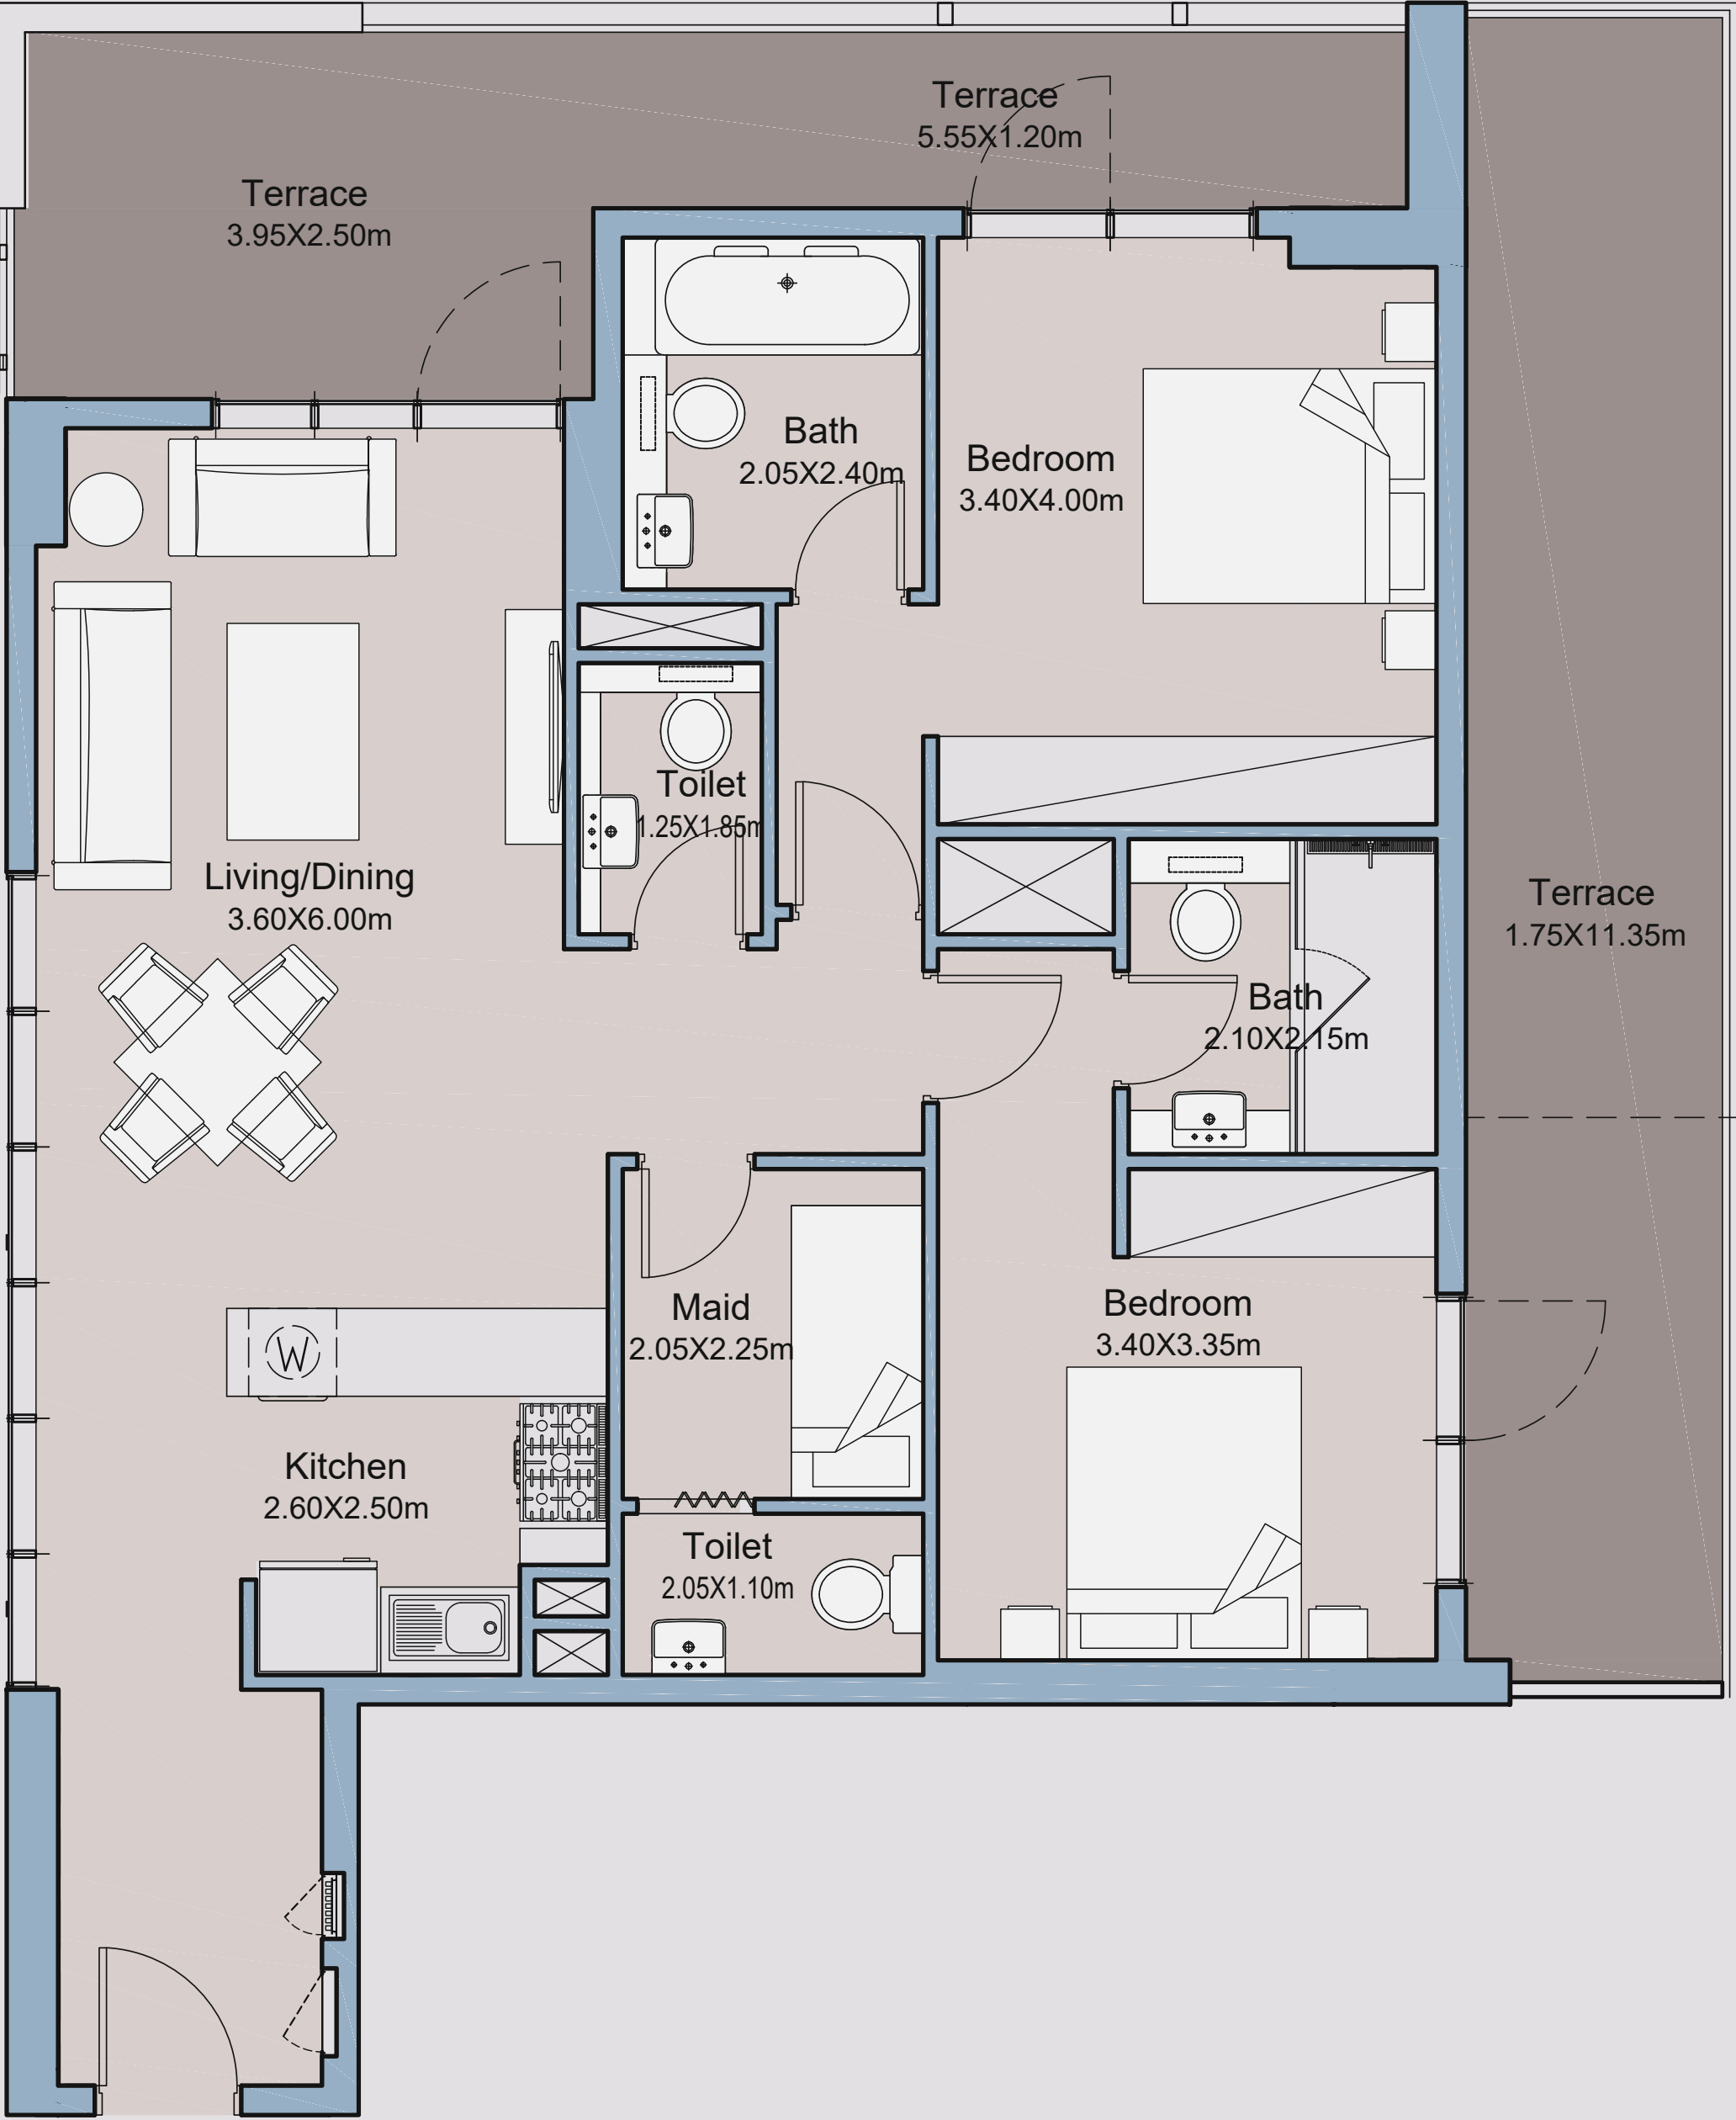 Terrace
5.55X1.20m
Terrace
3.95X2.50m
Bath
2.05X2.40m
Bedroom
3.40X4.00m
Toilet
1.25X1.85m
Living/Dining
3.60X6.00m
Terrace
1.75X11.35m
Bath
2.10X2.15m
Maid
2.05X2.25m
Bedroom
3.40X3.35m
W
Kitchen
2.60X2.50m
Toilet
2.05X1.10m